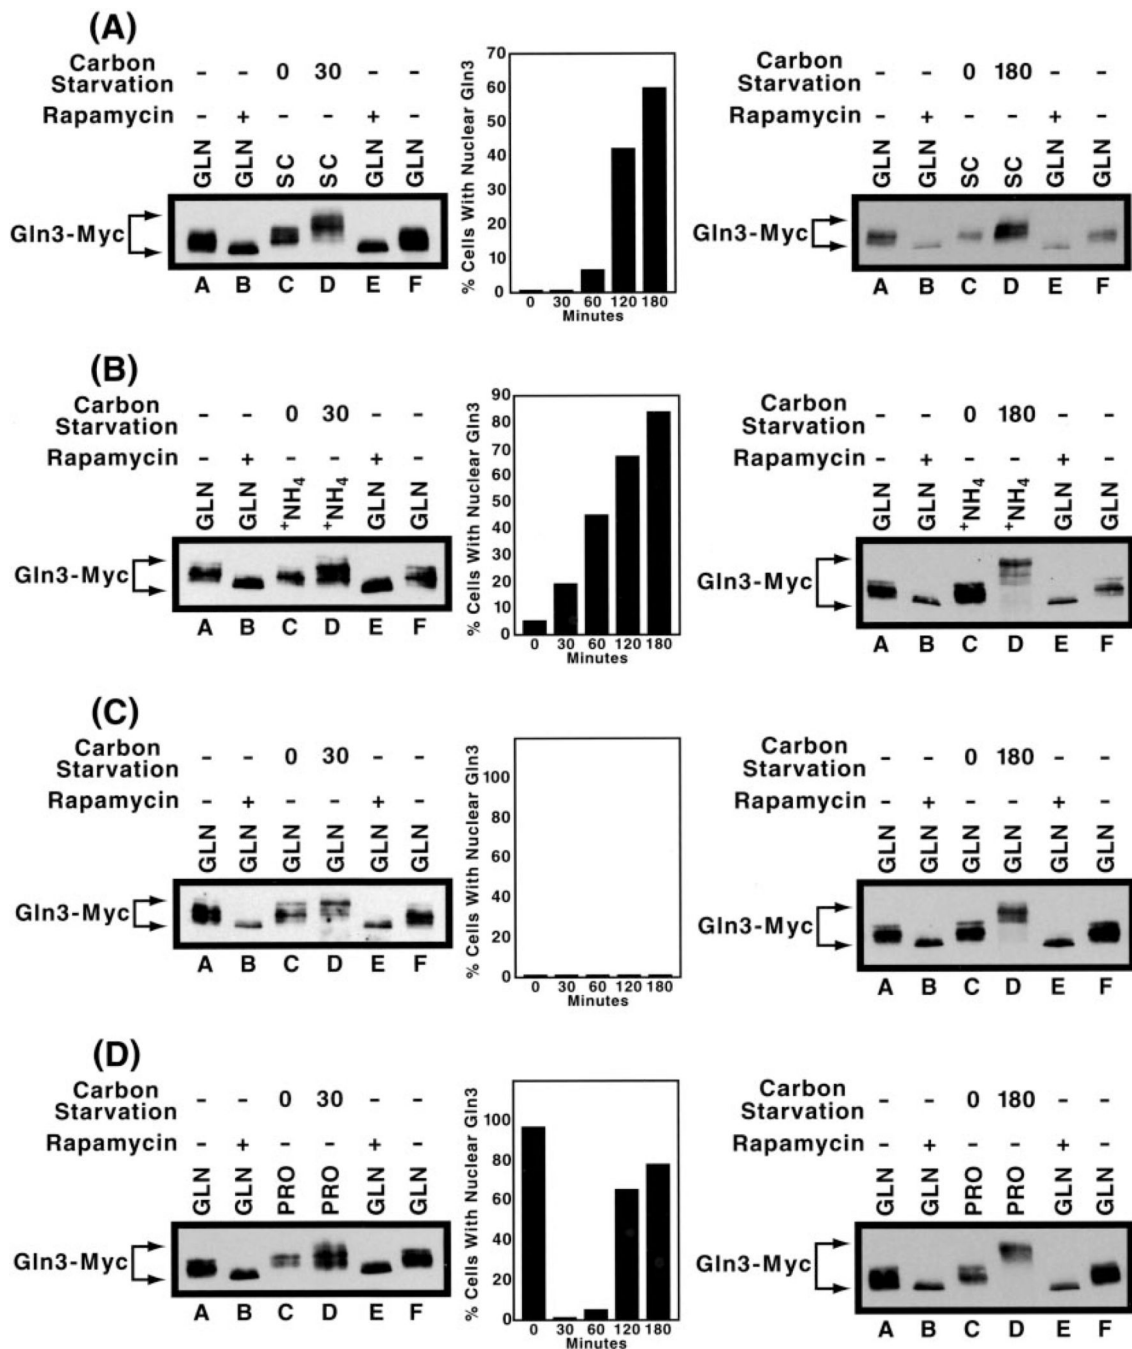 (A)
Carbon Starvation - - 0 30 - -
Rapamycin - + - - + -
GLN GLN SC SC GLN GLN
Gln3-Myc
A B C D E F
% Cells With Nuclear Gln3
70
60
50
40
30
20
10
0
0 30 60 120 180
Minutes
Carbon Starvation - - 0 180 - -
Rapamycin - + - - + -
GLN GLN SC SC GLN GLN
Gln3-Myc
A B C D E F
(B)
Carbon Starvation - - 0 30 - -
Rapamycin - + - - + -
GLN GLN +NH4 +NH4 GLN GLN
Gln3-Myc
A B C D E F
% Cells With Nuclear Gln3
90
80
70
60
50
40
30
20
10
0
0 30 60 120 180
Minutes
Carbon Starvation - - 0 180 - -
Rapamycin - + - - + -
GLN GLN +NH4 +NH4 GLN GLN
Gln3-Myc
A B C D E F
(C)
Carbon Starvation - - 0 30 - -
Rapamycin - + - - + -
GLN GLN GLN GLN GLN GLN
Gln3-Myc
A B C D E F
% Cells With Nuclear Gln3
100
80
60
40
20
0
0 30 60 120 180
Minutes
Carbon Starvation - - 0 180 - -
Rapamycin - + - - + -
GLN GLN GLN GLN GLN GLN
Gln3-Myc
A B C D E F
(D)
Carbon Starvation - - 0 30 - -
Rapamycin - + - - + -
GLN GLN PRO PRO GLN GLN
Gln3-Myc
A B C D E F
% Cells With Nuclear Gln3
100
80
60
40
20
0
0 30 60 120 180
Minutes
Carbon Starvation - - 0 180 - -
Rapamycin - + - - + -
GLN GLN PRO PRO GLN GLN
Gln3-Myc
A B C D E F